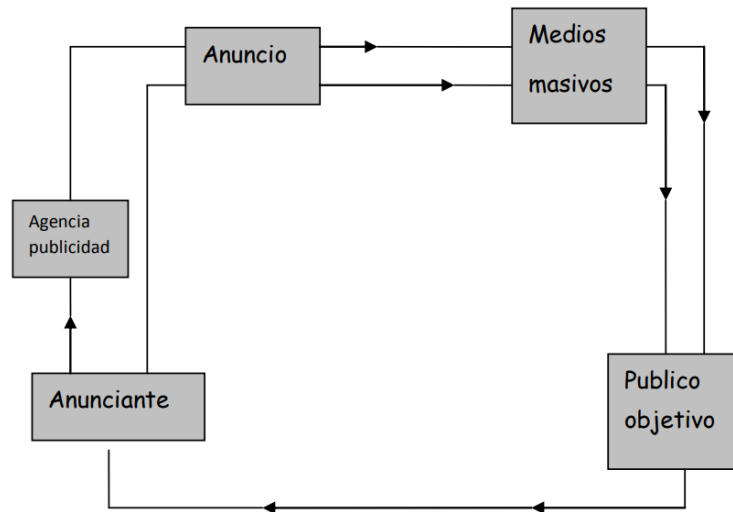 Anuncio
Medios
masivos
Agencia
publicidad
Anunciante
Publico
objetivo